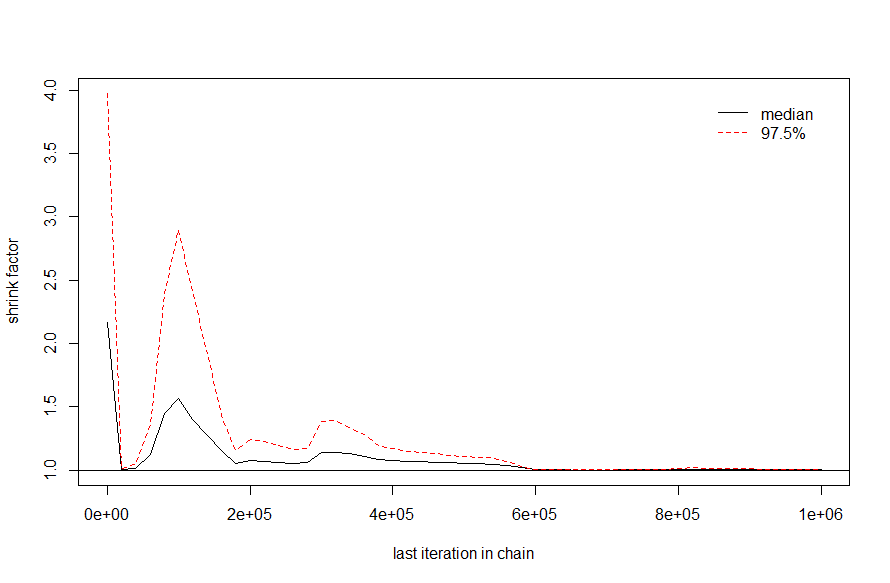 median
97.5%
shrink factor
4.0
3.5
3.0
2.5
2.0
1.5
1.0
0e+00
2e+05
4e+05
6e+05
8e+05
1e+06
last iteration in chain